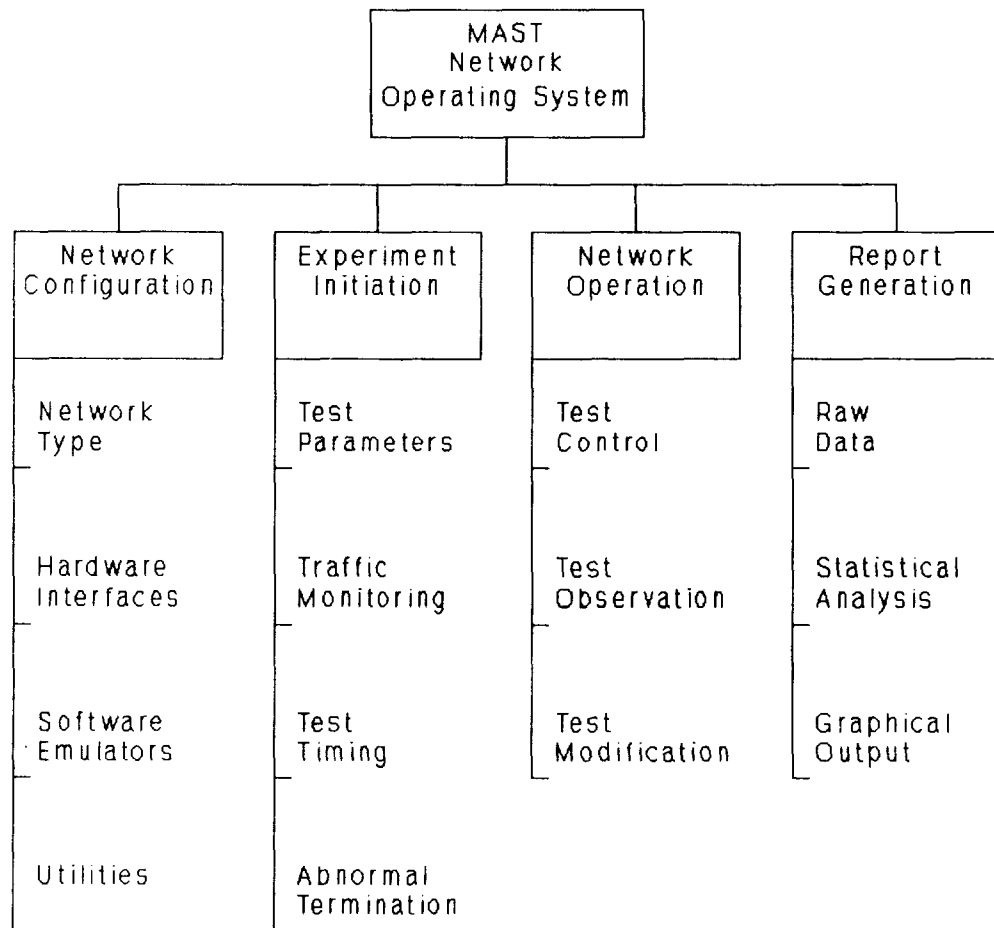 MAST
Network
Operating System
Network
Configuration
Experiment
Initiation
Network
Operation
Report
Generation
Network
Type
Test
Parameters
Test
Control
Raw
Data
Hardware
Interfaces
Traffic
Monitoring
Test
Observation
Statistical
Analysis
Software
Emulators
Test
Timing
Test
Modification
Graphical
Output
Utilities
Abnormal
Termination